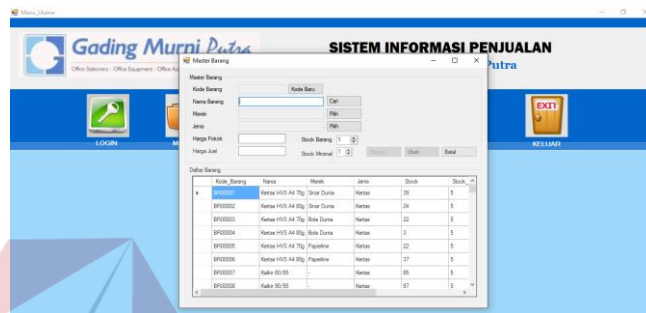 Menu_Utama
Gading Murni Putra
SISTEM INFORMASI PENJUALAN
Putra
Office Stationery - Office Equipment - Office
LOGIN
M
EXIT
KELUAR
Master Barang
Master Barang
Kode Barang
Kode Baru
Nama Barang
Cari
Merek
Pilih
Jenis
Pilih
Harga Pokok
Stock Barang 1
Harga Jual
Stock Minimal 1
Simpan
Ubah
Batal
Daftar Barang
Kode_Barang Nama Merek Jenis Stock Stock_
BR00001 Kertas HVS A4 70g Sinar Dunia Kertas 39 5
BR00002 Kertas HVS A4 80g Sinar Dunia Kertas 24 5
BR00003 Kertas HVS A4 70g Bola Dunia Kertas 22 5
BR00004 Kertas HVS A4 80g Bola Dunia Kertas 3 5
BR00005 Kertas HVS A4 70g Paperline Kertas 22 5
BR00006 Kertas HVS A4 80g Paperline Kertas 37 5
BR00007 Kalkir 80/85 - Kertas 85 5
BR00008 Kalkir 90/95 - Kertas 57 5